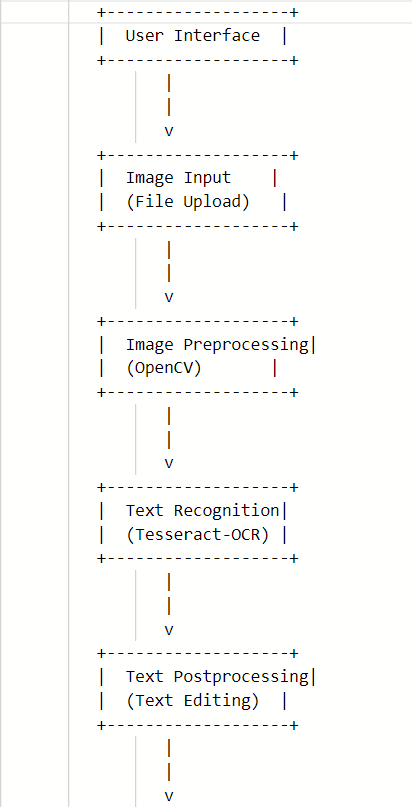 +-------------------+
|  User Interface  |
+-------------------+
|
|
v
+-------------------+
|  Image Input    |
|  (File Upload)   |
+-------------------+
|
|
v
+-------------------+
|  Image Preprocessing|
|  (OpenCV)       |
+-------------------+
|
|
v
+-------------------+
|  Text Recognition|
|  (Tesseract-OCR) |
+-------------------+
|
|
v
+-------------------+
|  Text Postprocessing|
|  (Text Editing)  |
+-------------------+
|
|
v